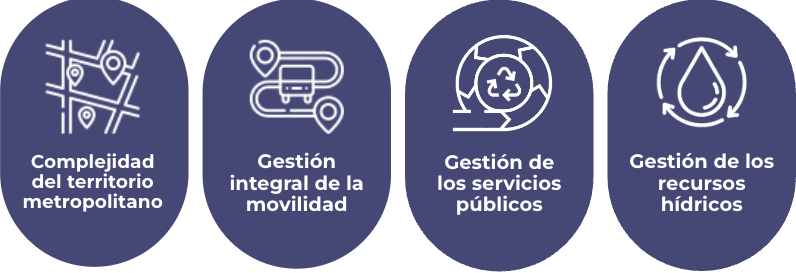 Complejidad
del territorio
metropolitano
Gestión
integral de la
movilidad
Gestión de
los servicios
públicos
Gestión de los
recursos
hídricos